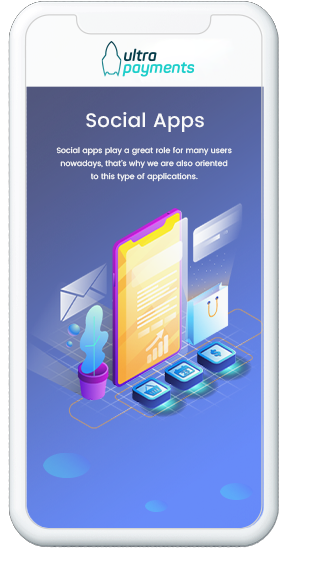 ultra
payments
Social Apps
Social apps play a great role for many users
nowadays, that's why we are also oriented
to this type of applications.